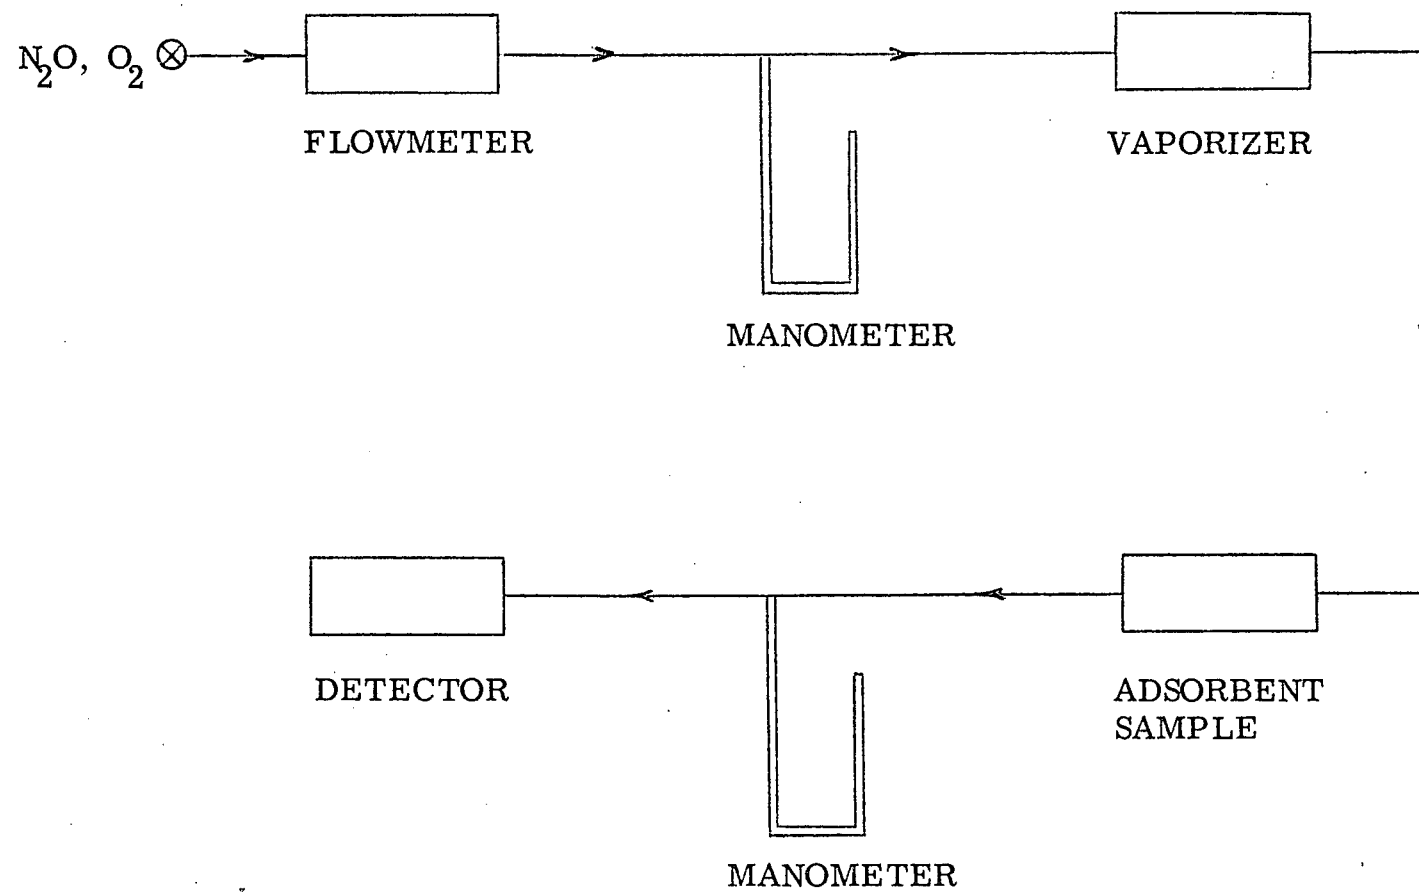 N₂O, O₂
FLOWMETER
VAPORIZER
MANOMETER
DETECTOR
ADSORBENT
SAMPLE
MANOMETER